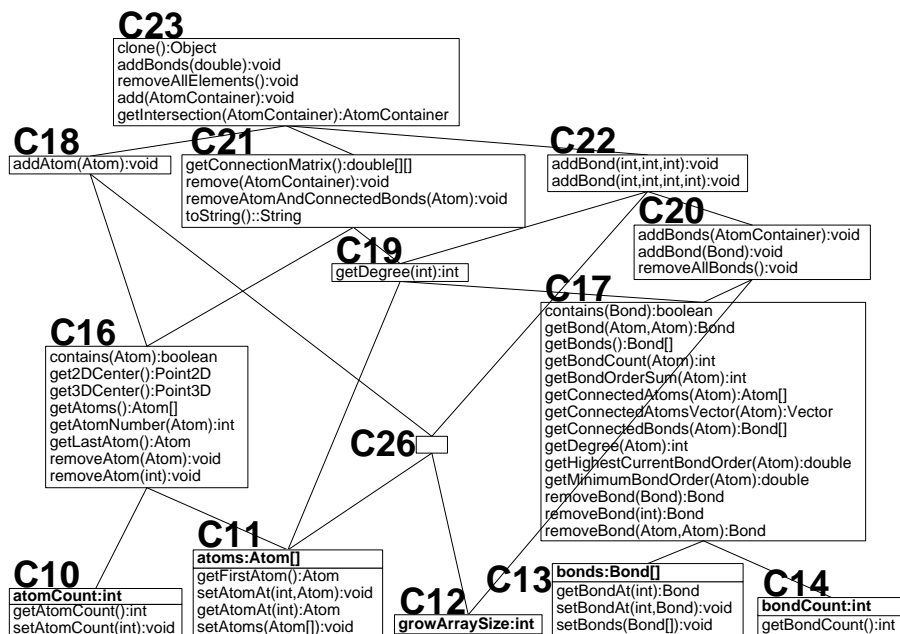 C23
clone():Object
addBonds(double):void
removeAllElements():void
add(AtomContainer):void
getIntersection(AtomContainer):AtomContainer
C18
addAtom(Atom):void
C21
getConnectionMatrix():double[][]
remove(AtomContainer):void
removeAtomAndConnectedBonds(Atom):void
toString()::String
C22
addBond(int,int,int):void
addBond(int,int,int,int):void
C20
addBonds(AtomContainer):void
addBond(Bond):void
removeAllBonds():void
C19
getDegree(int):int
C17
contains(Bond):boolean
getBond(Atom,Atom):Bond
getBonds():Bond[]
getBondCount(Atom):int
getBondOrderSum(Atom):int
getConnectedAtoms(Atom):Atom[]
getConnectedAtomsVector(Atom):Vector
getConnectedBonds(Atom):Bond[]
getDegree(Atom):int
getHighestCurrentBondOrder(Atom):double
getMinimumBondOrder(Atom):double
removeBond(Bond):Bond
removeBond(int):Bond
removeBond(Atom,Atom):Bond
C16
contains(Atom):boolean
get2DCenter():Point2D
get3DCenter():Point3D
getAtoms():Atom[]
getAtomNumber(Atom):int
getLastAtom():Atom
removeAtom(Atom):void
removeAtom(int):void
C26
C10
atomCount:int
getAtomCount():int
setAtomCount(int):void
C11
atoms:Atom[]
getFirstAtom():Atom
setAtomAt(int,Atom):void
getAtomAt(int):Atom
setAtoms(Atom[]):void
C12
growArraySize:int
C13
bonds:Bond[]
getBondAt(int):Bond
setBondAt(int,Bond):void
setBonds(Bond[]):void
C14
bondCount:int
getBondCount():int